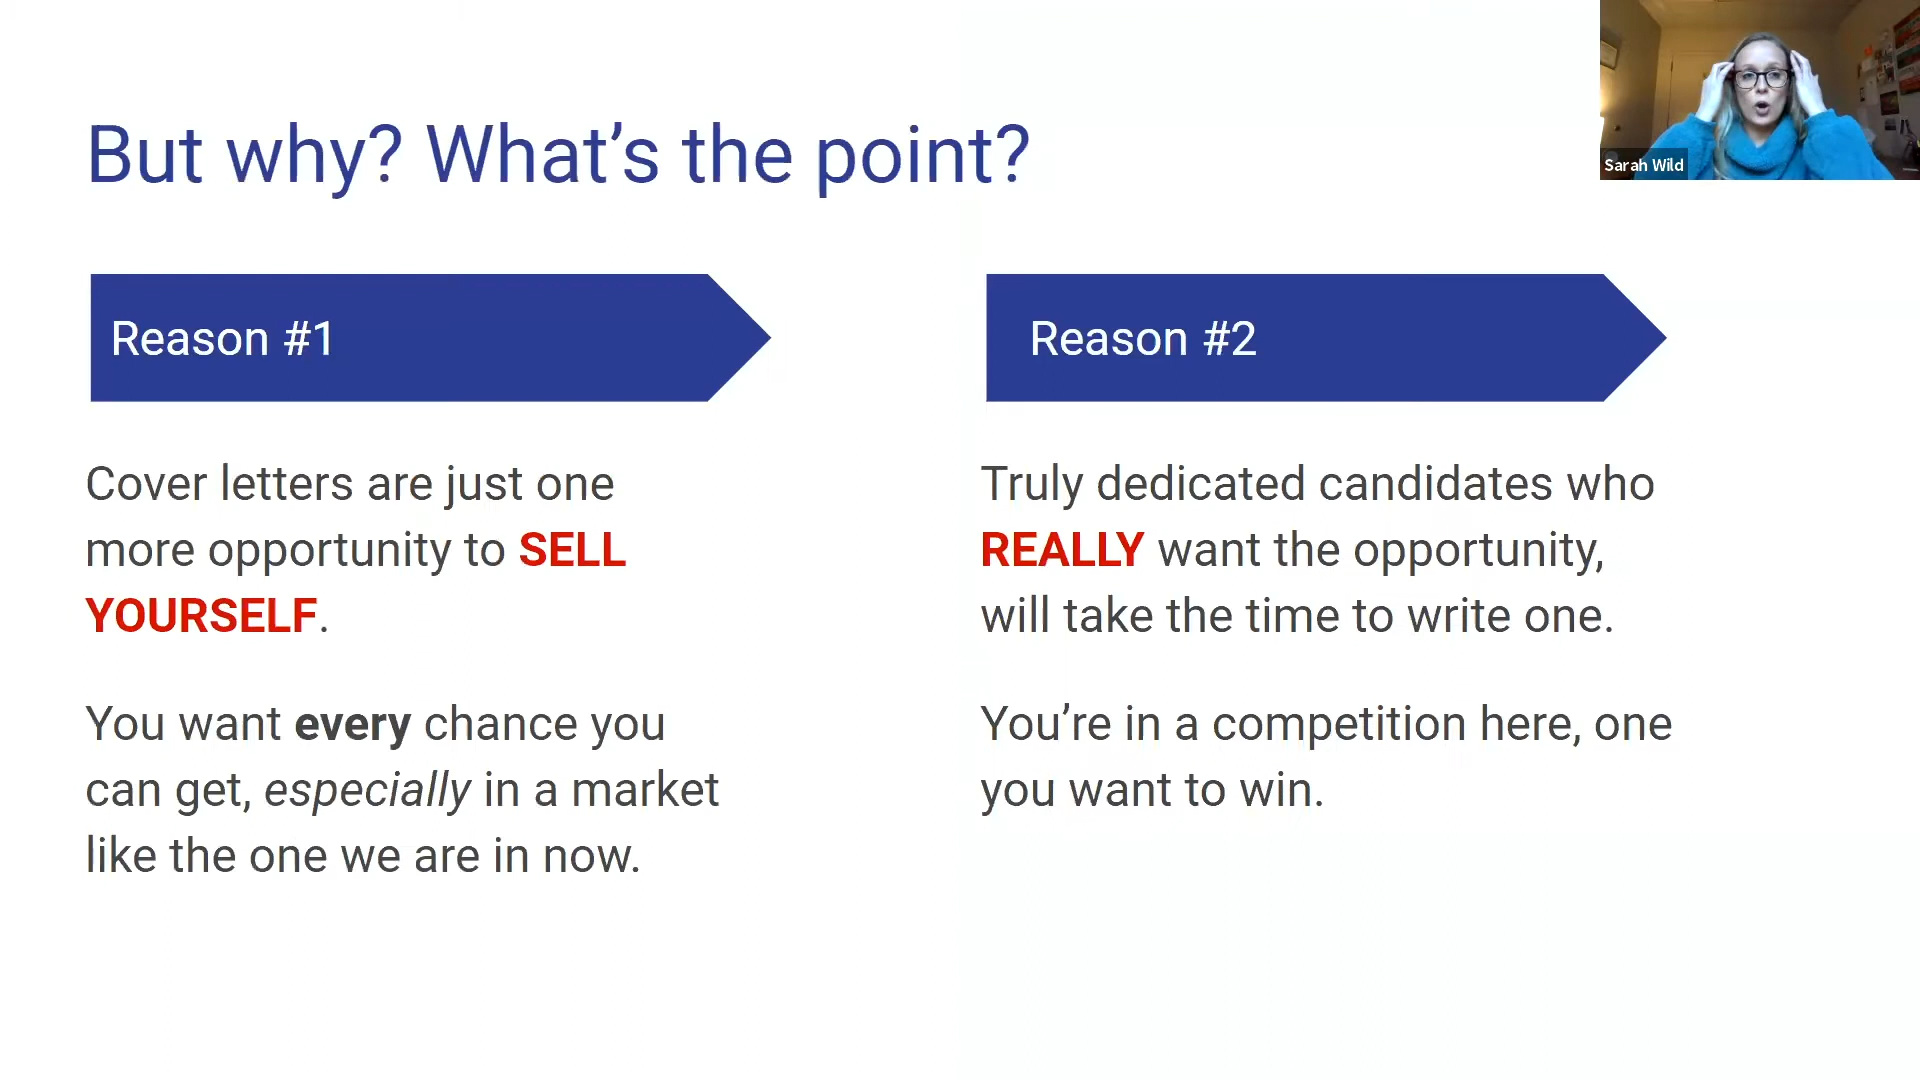 But why? What’s the point?
Sarah Wild
Reason #1
Cover letters are just one
more opportunity to SELL
YOURSELF.
You want every chance you
can get, especially in a market
like the one we are in now.
Reason #2
Truly dedicated candidates who
REALLY want the opportunity,
will take the time to write one.
You’re in a competition here, one
you want to win.